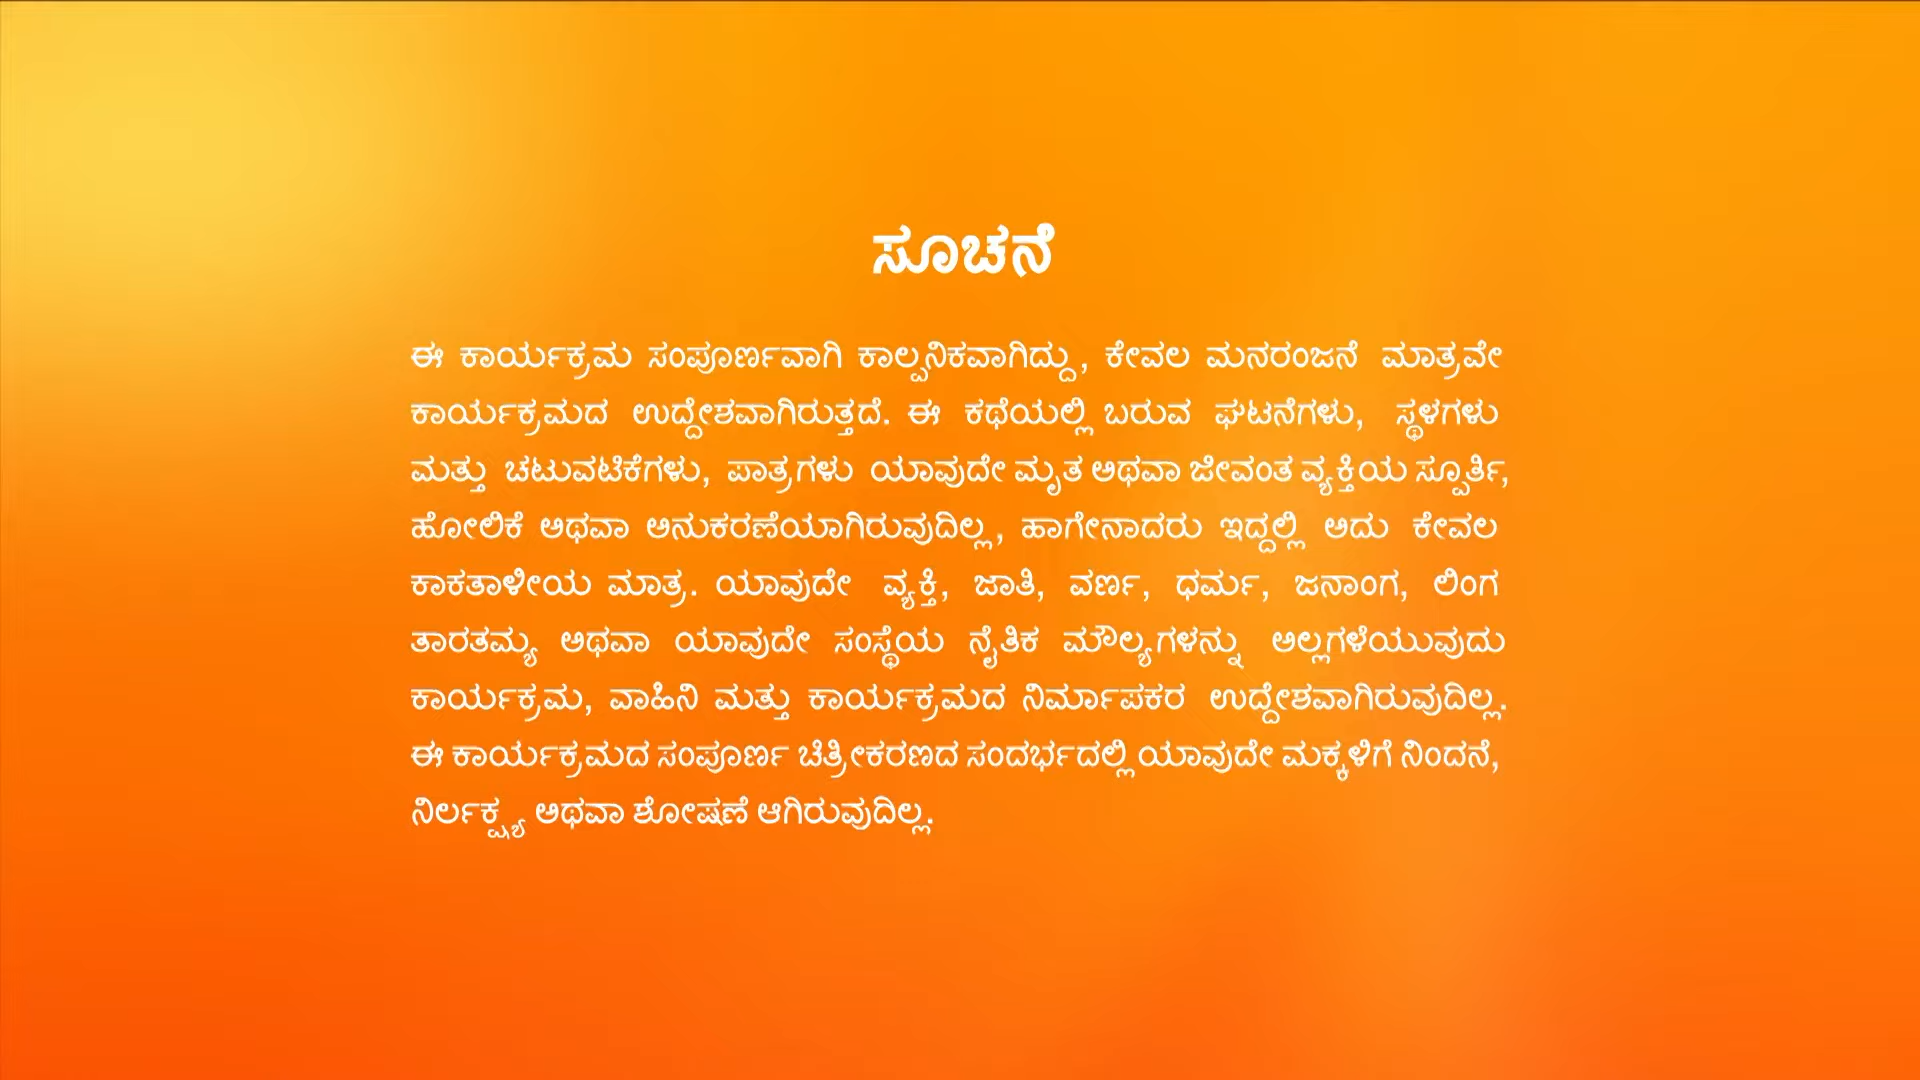 ಸೂಚನೆ
ಈ ಕಾರ್ಯಕ್ರಮ ಸಂಪೂರ್ಣವಾಗಿ ಕಾಲ್ಪನಿಕವಾಗಿದ್ದು, ಕೇವಲ ಮನರಂಜನೆ ಮಾತ್ರವೇ
ಕಾರ್ಯಕ್ರಮದ ಉದ್ದೇಶವಾಗಿರುತ್ತದೆ. ಈ ಕಥೆಯಲ್ಲಿ ಬರುವ ಘಟನೆಗಳು, ಸ್ಥಳಗಳು
ಮತ್ತು ಚಟುವಟಿಕೆಗಳು, ಪಾತ್ರಗಳು ಯಾವುದೇ ಮೃತ ಅಥವಾ ಜೀವಂತ ವ್ಯಕ್ತಿಯ ಸ್ಪೂರ್ತಿ,
ಹೋಲಿಕೆ ಅಥವಾ ಅನುಕರಣೆಯಾಗಿರುವುದಿಲ್ಲ, ಹಾಗೇನಾದರು ಇದ್ದಲ್ಲಿ ಅದು ಕೇವಲ
ಕಾಕತಾಳೀಯ ಮಾತ್ರ. ಯಾವುದೇ ವ್ಯಕ್ತಿ, ಜಾತಿ, ವರ್ಣ, ಧರ್ಮ, ಜನಾಂಗ, ಲಿಂಗ
ತಾರತಮ್ಯ ಅಥವಾ ಯಾವುದೇ ಸಂಸ್ಥೆಯ ನೈತಿಕ ಮೌಲ್ಯಗಳನ್ನು ಅಲ್ಲಗಳೆಯುವುದು
ಕಾರ್ಯಕ್ರಮ, ವಾಹಿನಿ ಮತ್ತು ಕಾರ್ಯಕ್ರಮದ ನಿರ್ಮಾಪಕರ ಉದ್ದೇಶವಾಗಿರುವುದಿಲ್ಲ.
ಈ ಕಾರ್ಯಕ್ರಮದ ಸಂಪೂರ್ಣ ಚಿತ್ರೀಕರಣದ ಸಂದರ್ಭದಲ್ಲಿ ಯಾವುದೇ ಮಕ್ಕಳಿಗೆ ನಿಂದನೆ,
ನಿರ್ಲಕ್ಷ್ಯ ಅಥವಾ ಶೋಷಣೆ ಆಗಿರುವುದಿಲ್ಲ.